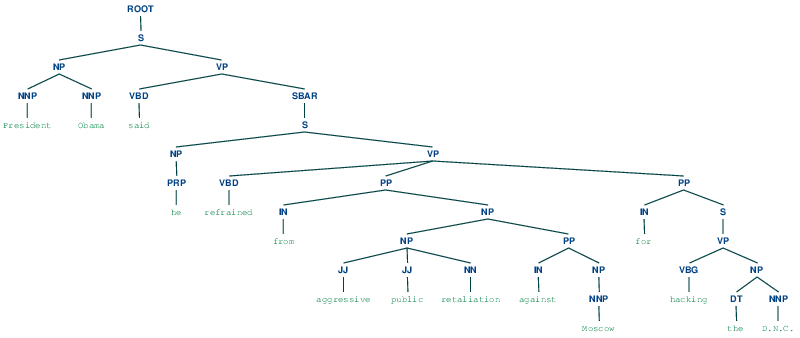 ROOT
S
NP VP
NNP NNP VBD SBAR
President Obama said S
NP VP
PRP VBD PP PP
he refrained IN NP IN S
from NP PP for VP
JJ JJ NN IN NP VBG NP
aggressive public retaliation against NNP hacking DT NNP
Moscow the D.N.C.